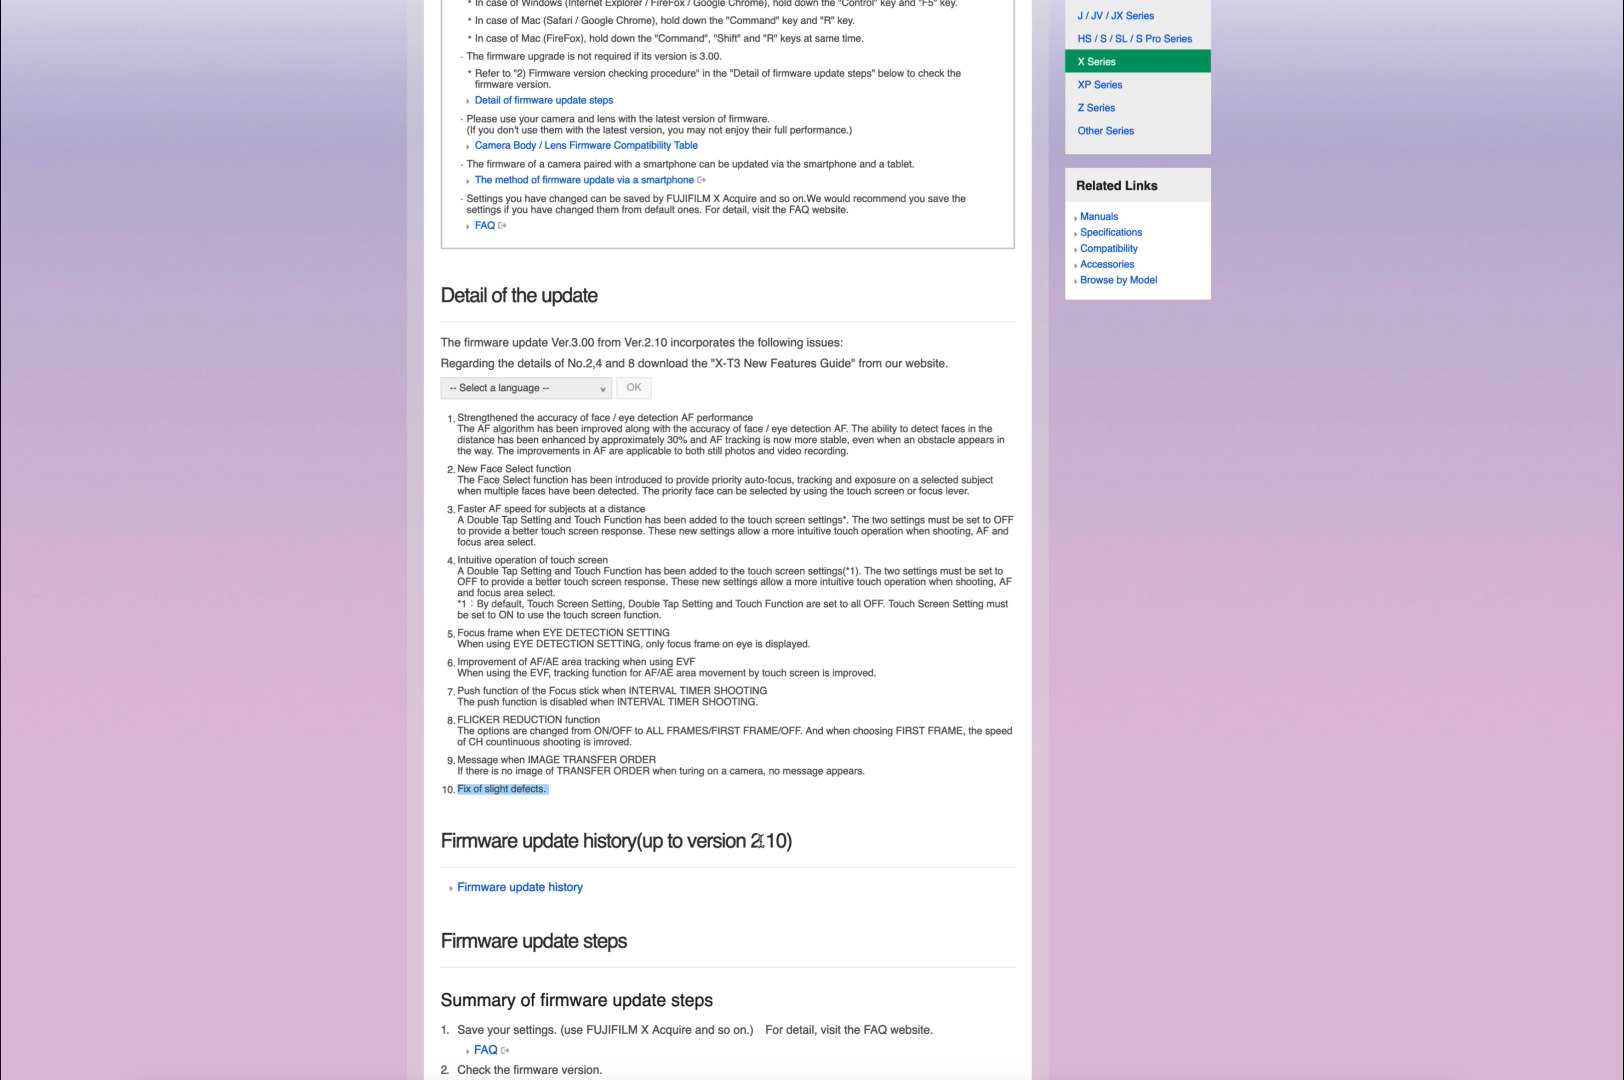 * In case of Windows (Internet Explorer / FireFox / Google Chrome), hold down the "Control" key and "F5" key.
* In case of Mac (Safari / Google Chrome), hold down the "Command" key and "R" key.
* In case of Mac (FireFox), hold down the "Command", "Shift" and "R" keys at same time.
· The firmware upgrade is not required if its version is 3.00.
* Refer to "2) Firmware version checking procedure" in the "Detail of firmware update steps" below to check the
firmware version.
Detail of firmware update steps
· Please use your camera and lens with the latest version of firmware.
(If you don't use them with the latest version, you may not enjoy their full performance.)
Camera Body / Lens Firmware Compatibility Table
· The firmware of a camera paired with a smartphone can be updated via the smartphone and a tablet.
The method of firmware update via a smartphone
· Settings you have changed can be saved by FUJIFILM X Acquire and so on.We would recommend you save the
settings if you have changed them from default ones. For detail, visit the FAQ website.
FAQ
Detail of the update
The firmware update Ver.3.00 from Ver.2.10 incorporates the following issues:
Regarding the details of No.2,4 and 8 download the "X-T3 New Features Guide" from our website.
-- Select a language --
OK
1. Strengthened the accuracy of face / eye detection AF performance
The AF algorithm has been improved along with the accuracy of face / eye detection AF. The ability to detect faces in the
distance has been enhanced by approximately 30% and AF tracking is now more stable, even when an obstacle appears in
the way. The improvements in AF are applicable to both still photos and video recording.
2. New Face Select function
The Face Select function has been introduced to provide priority auto-focus, tracking and exposure on a selected subject
when multiple faces have been detected. The priority face can be selected by using the touch screen or focus lever.
3. Faster AF speed for subjects at a distance
A Double Tap Setting and Touch Function has been added to the touch screen settings*. The two settings must be set to OFF
to provide a better touch screen response. These new settings allow a more intuitive touch operation when shooting, AF and
focus area select.
4. Intuitive operation of touch screen
A Double Tap Setting and Touch Function has been added to the touch screen settings(*1). The two settings must be set to
OFF to provide a better touch screen response. These new settings allow a more intuitive touch operation when shooting, AF
and focus area select.
*1：By default, Touch Screen Setting, Double Tap Setting and Touch Function are set to all OFF. Touch Screen Setting must
be set to ON to use the touch screen function.
5. Focus frame when EYE DETECTION SETTING
When using EYE DETECTION SETTING, only focus frame on eye is displayed.
6. Improvement of AF/AE area tracking when using EVF
When using the EVF, tracking function for AF/AE area movement by touch screen is improved.
7. Push function of the Focus stick when INTERVAL TIMER SHOOTING
The push function is disabled when INTERVAL TIMER SHOOTING.
8. FLICKER REDUCTION function
The options are changed from ON/OFF to ALL FRAMES/FIRST FRAME/OFF. And when choosing FIRST FRAME, the speed
of CH countinuous shooting is imroved.
9. Message when IMAGE TRANSFER ORDER
If there is no image of TRANSFER ORDER when turing on a camera, no message appears.
10. Fix of slight defects.
Firmware update history(up to version 2.10)
Firmware update history
Firmware update steps
Summary of firmware update steps
1. Save your settings. (use FUJIFILM X Acquire and so on.) For detail, visit the FAQ website.
FAQ
2. Check the firmware version.
J / JV / JX Series
HS / S / SL / S Pro Series
X Series
XP Series
Z Series
Other Series
Related Links
Manuals
Specifications
Compatibility
Accessories
Browse by Model